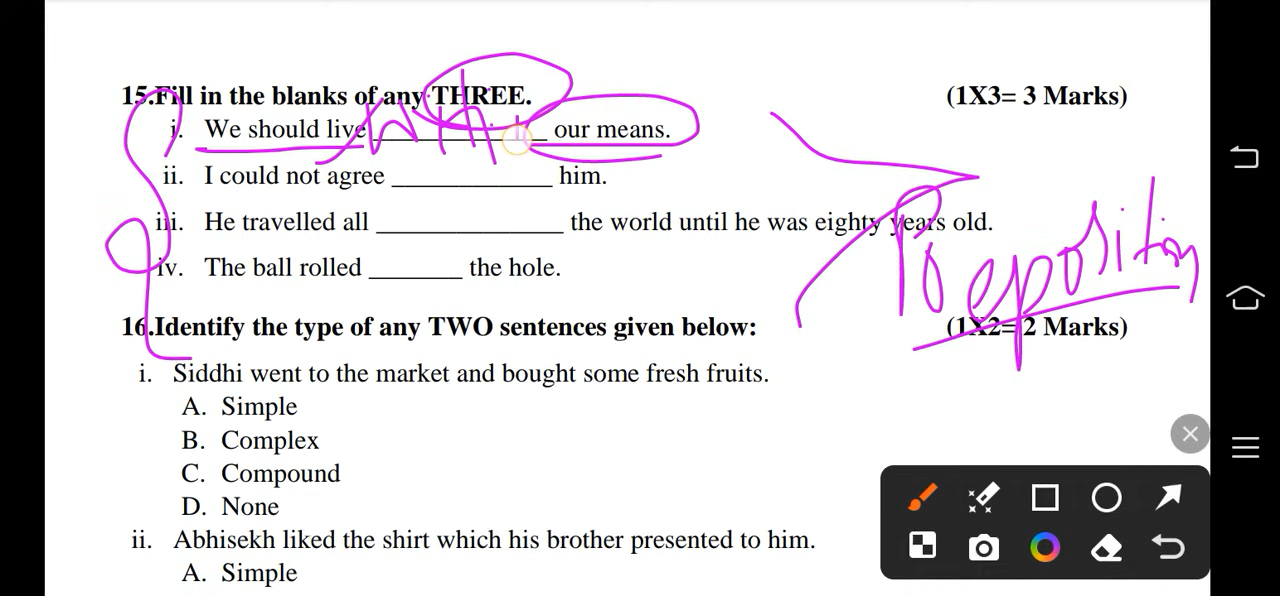 15.Fill in the blanks of any THREE. (1X3= 3 Marks)
i. We should live ____________ our means.
ii. I could not agree ____________ him.
iii. He travelled all ______________ the world until he was eighty years old.
iv. The ball rolled _______ the hole.
16.Identify the type of any TWO sentences given below: (1X2= 2 Marks)
i. Siddhi went to the market and bought some fresh fruits.
A. Simple
B. Complex
C. Compound
D. None
ii. Abhisekh liked the shirt which his brother presented to him.
A. Simple